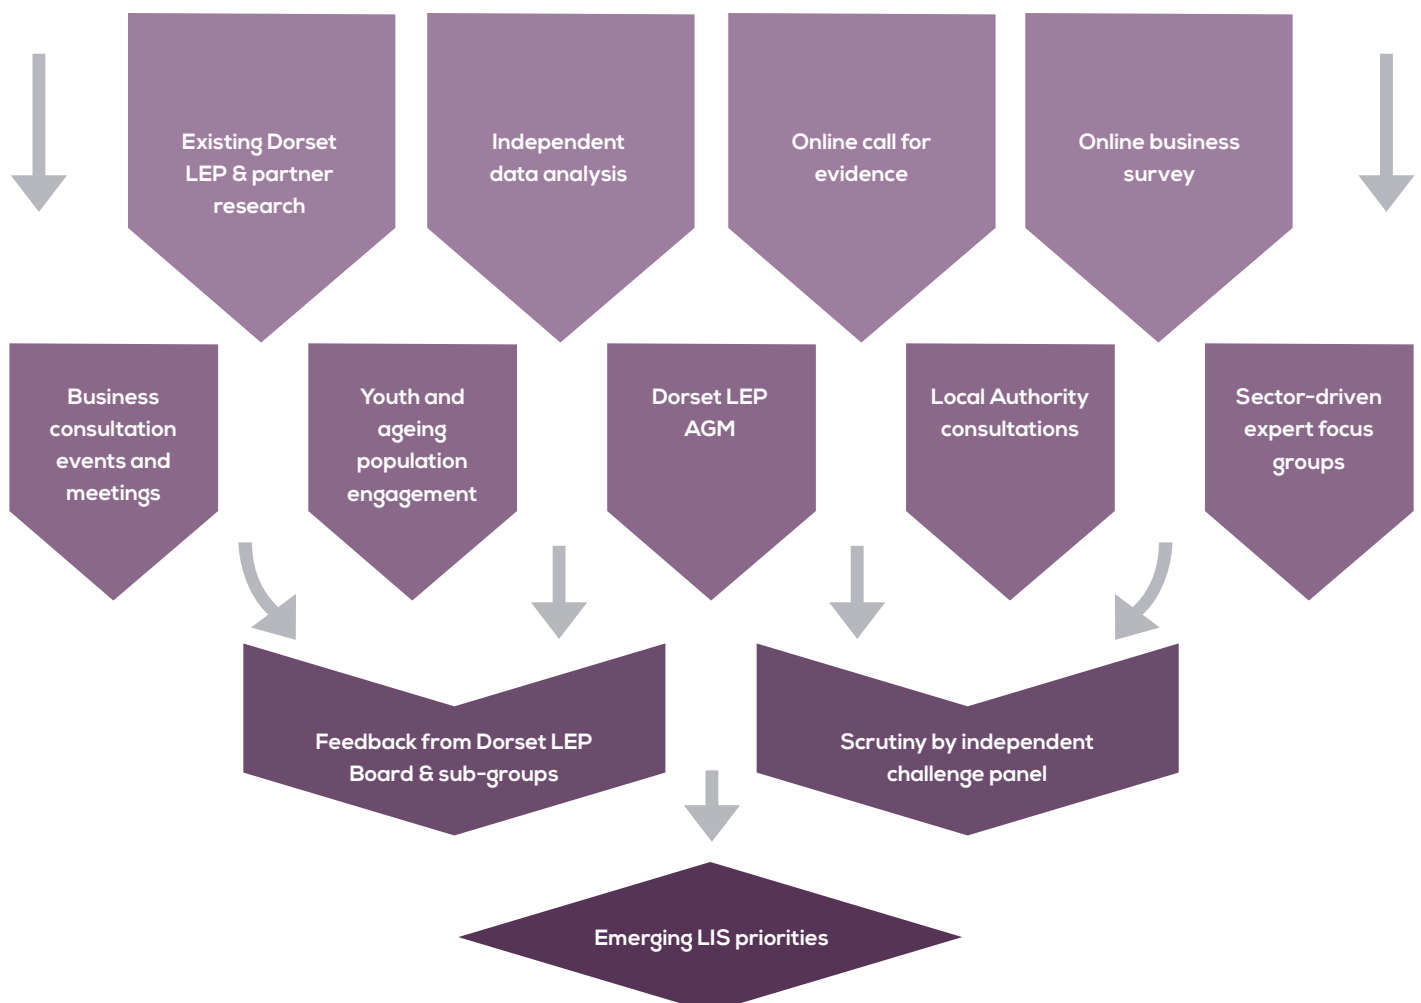 Existing Dorset
LEP & partner
research
Independent
data analysis
Online call for
evidence
Online business
survey
Business
consultation
events and
meetings
Youth and
ageing
population
engagement
Dorset LEP
AGM
Local Authority
consultations
Sector-driven
expert focus
groups
Feedback from Dorset LEP
Board & sub-groups
Scrutiny by independent
challenge panel
Emerging LIS priorities